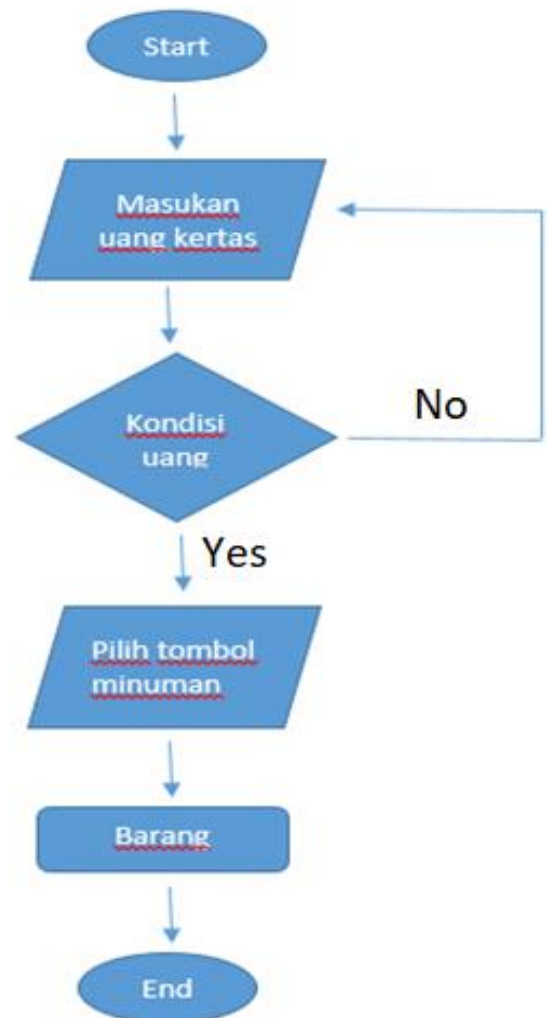 Start
Masukan
uang kertas
Kondisi
uang
No
Yes
Pilih tombol
minuman
Barang
End